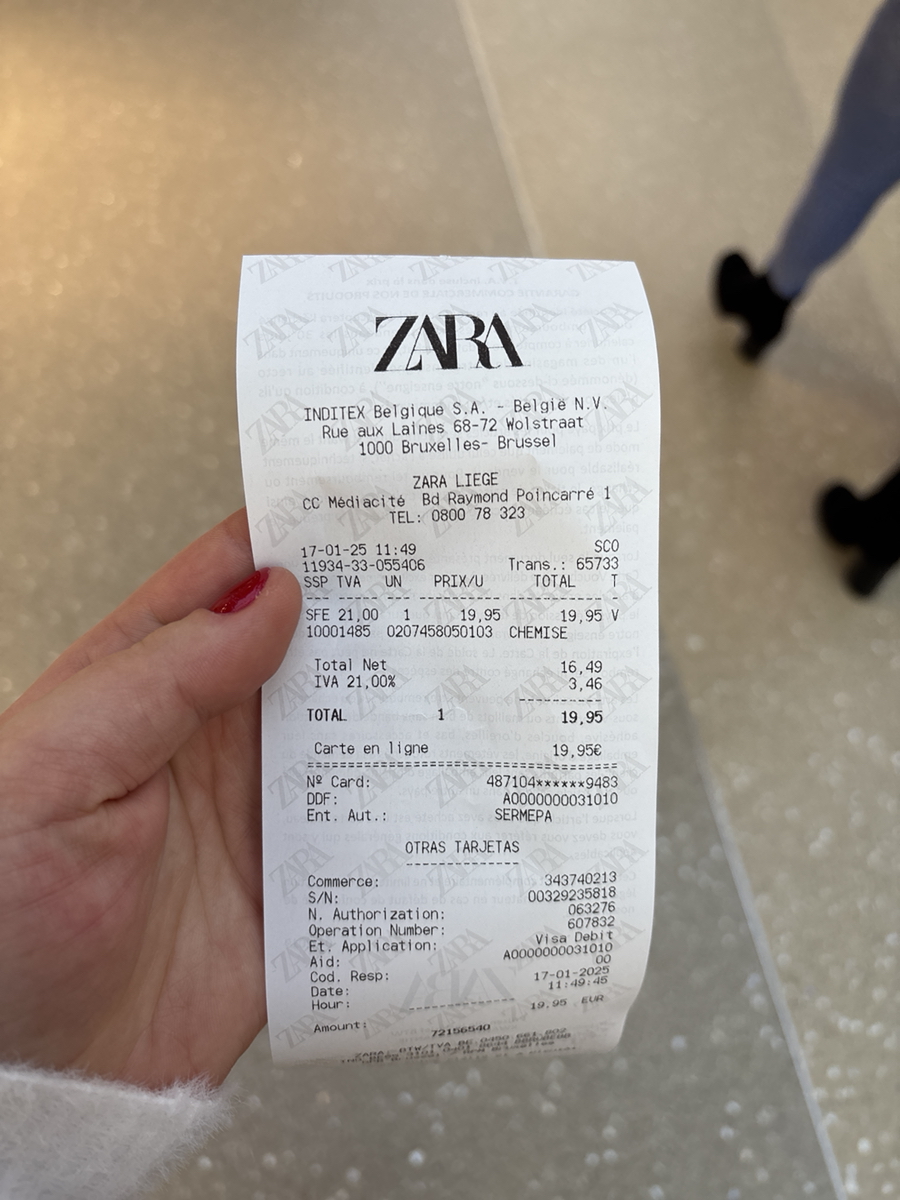 ZARA
INDITEX Belgique S.A. - België N.V.
Rue aux Laines 68-72 Wolstraat
1000 Bruxelles- Brussel
ZARA LIEGE
CC Médiacité Bd Raymond Poincarré 1
TEL: 0800 78 323
17-01-25 11:49 SCO
11934-33-055406 Trans.: 65733
SSP TVA UN PRIX/U TOTAL T
SFE 21,00 1 19,95 19,95 V
10001485 0207458050103 CHEMISE
Total Net 16,49
IVA 21,00% 3,46
TOTAL 1 19,95
Carte en ligne 19,95€
Nº Card: 487104******9483
DDF: A0000000031010
Ent. Aut.: SERMEPA
OTRAS TARJETAS
Commerce: 343740213
S/N: 00329235818
N. Authorization: 063276
Operation Number: 607832
Et. Application: Visa Debit
Aid: A0000000031010
Cod. Resp: 00
Date: 17-01-2025
Hour: 11:49:45
Amount: 19,95 EUR
72156540